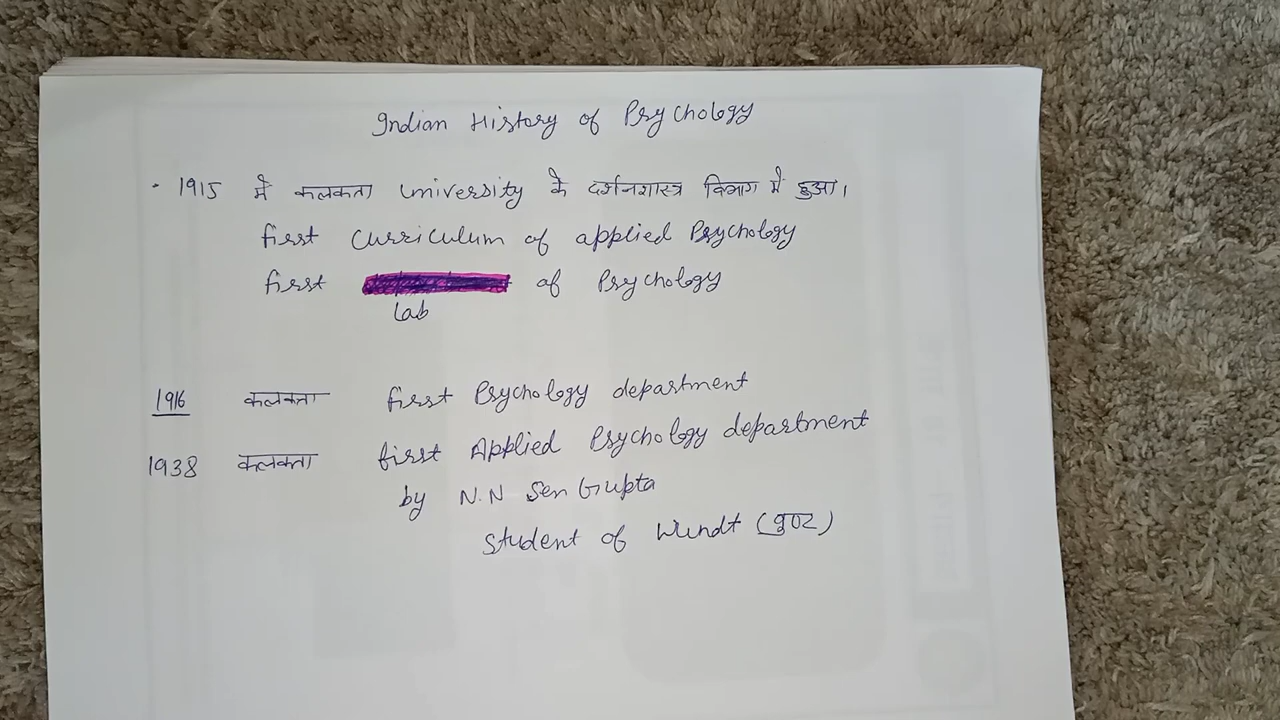 Indian History of Psychology
· 1915 में कलकता University के दर्शनशास्त्र विभाग में हुआ।
first Curriculum of applied Psychology
first of Psychology
Lab
1916 कलकता first Psychology department
1938 कलकता first Applied Psychology department
by N.N Sen Gupta
Student of Wundt (वुण्ट)